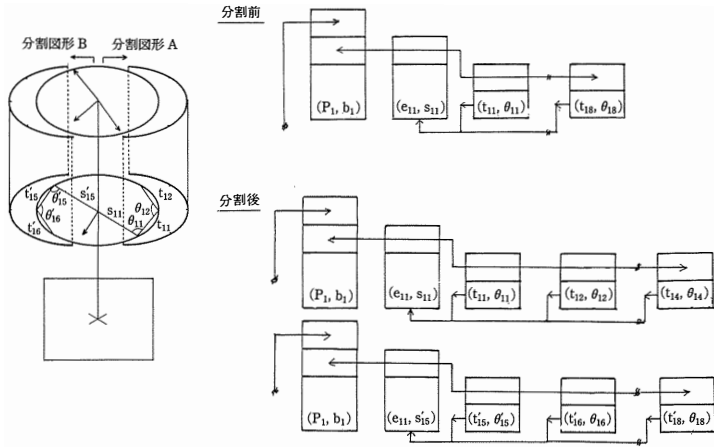 分割図形 B 分割図形 A
t′₁₅ θ′₁₅ s′₁₅ t₁₂
θ′₁₆ s₁₁ θ₁₂
t′₁₆ θ₁₁ t₁₁
分割前
(P₁, b₁) (e₁₁, s₁₁) (t₁₁, θ₁₁) (t₁₈, θ₁₈)
分割後
(P₁, b₁) (e₁₁, s₁₁) (t₁₁, θ₁₁) (t₁₂, θ₁₂) (t₁₄, θ₁₄)
(P₁, b₁) (e₁₁, s′₁₅) (t′₁₅, θ′₁₅) (t′₁₆, θ₁₆) (t′₁₈, θ₁₈)